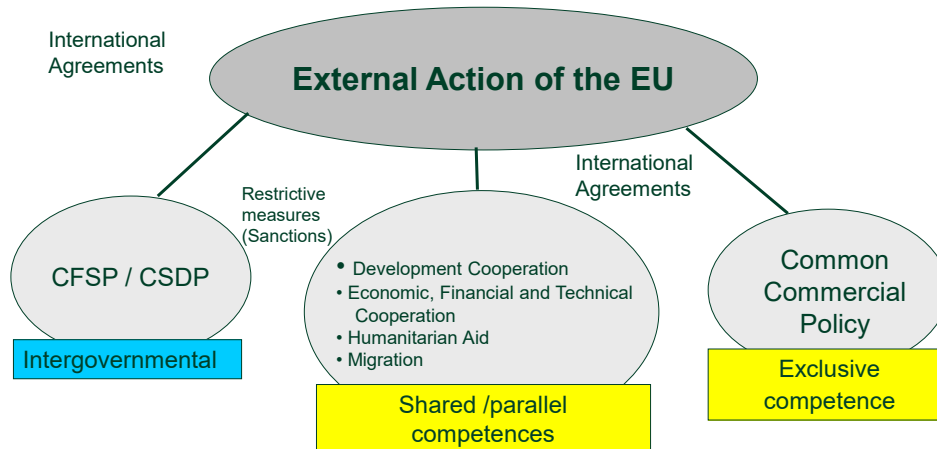 International
Agreements
External Action of the EU
International
Agreements
Restrictive
measures
(Sanctions)
CFSP / CSDP
Intergovernmental
• Development Cooperation
• Economic, Financial and Technical
Cooperation
• Humanitarian Aid
• Migration
Shared /parallel
competences
Common
Commercial
Policy
Exclusive
competence